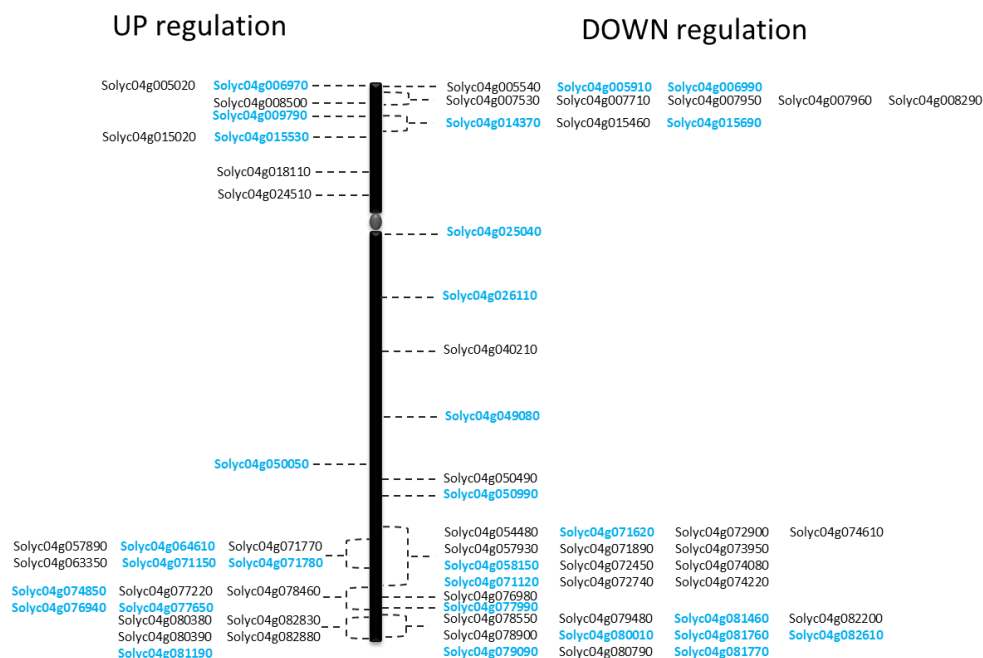 UP regulation
DOWN regulation
Solyc04g005020 Solyc04g006970
Solyc04g008500
Solyc04g009790
Solyc04g015020 Solyc04g015530
Solyc04g018110
Solyc04g024510
Solyc04g050050
Solyc04g057890 Solyc04g064610 Solyc04g071770
Solyc04g063350 Solyc04g071150 Solyc04g071780
Solyc04g074850 Solyc04g077220 Solyc04g078460
Solyc04g076940 Solyc04g077650
Solyc04g080380 Solyc04g082830
Solyc04g080390 Solyc04g082880
Solyc04g081190
Solyc04g005540 Solyc04g005910 Solyc04g006990
Solyc04g007530 Solyc04g007710 Solyc04g007950 Solyc04g007960 Solyc04g008290
Solyc04g014370 Solyc04g015460 Solyc04g015690
Solyc04g025040
Solyc04g026110
Solyc04g040210
Solyc04g049080
Solyc04g050490
Solyc04g050990
Solyc04g054480 Solyc04g071620 Solyc04g072900 Solyc04g074610
Solyc04g057930 Solyc04g071890 Solyc04g073950
Solyc04g058150 Solyc04g072450 Solyc04g074080
Solyc04g071120 Solyc04g072740 Solyc04g074220
Solyc04g076980
Solyc04g077990
Solyc04g078550 Solyc04g079480 Solyc04g081460 Solyc04g082200
Solyc04g078900 Solyc04g080010 Solyc04g081760 Solyc04g082610
Solyc04g079090 Solyc04g080790 Solyc04g081770